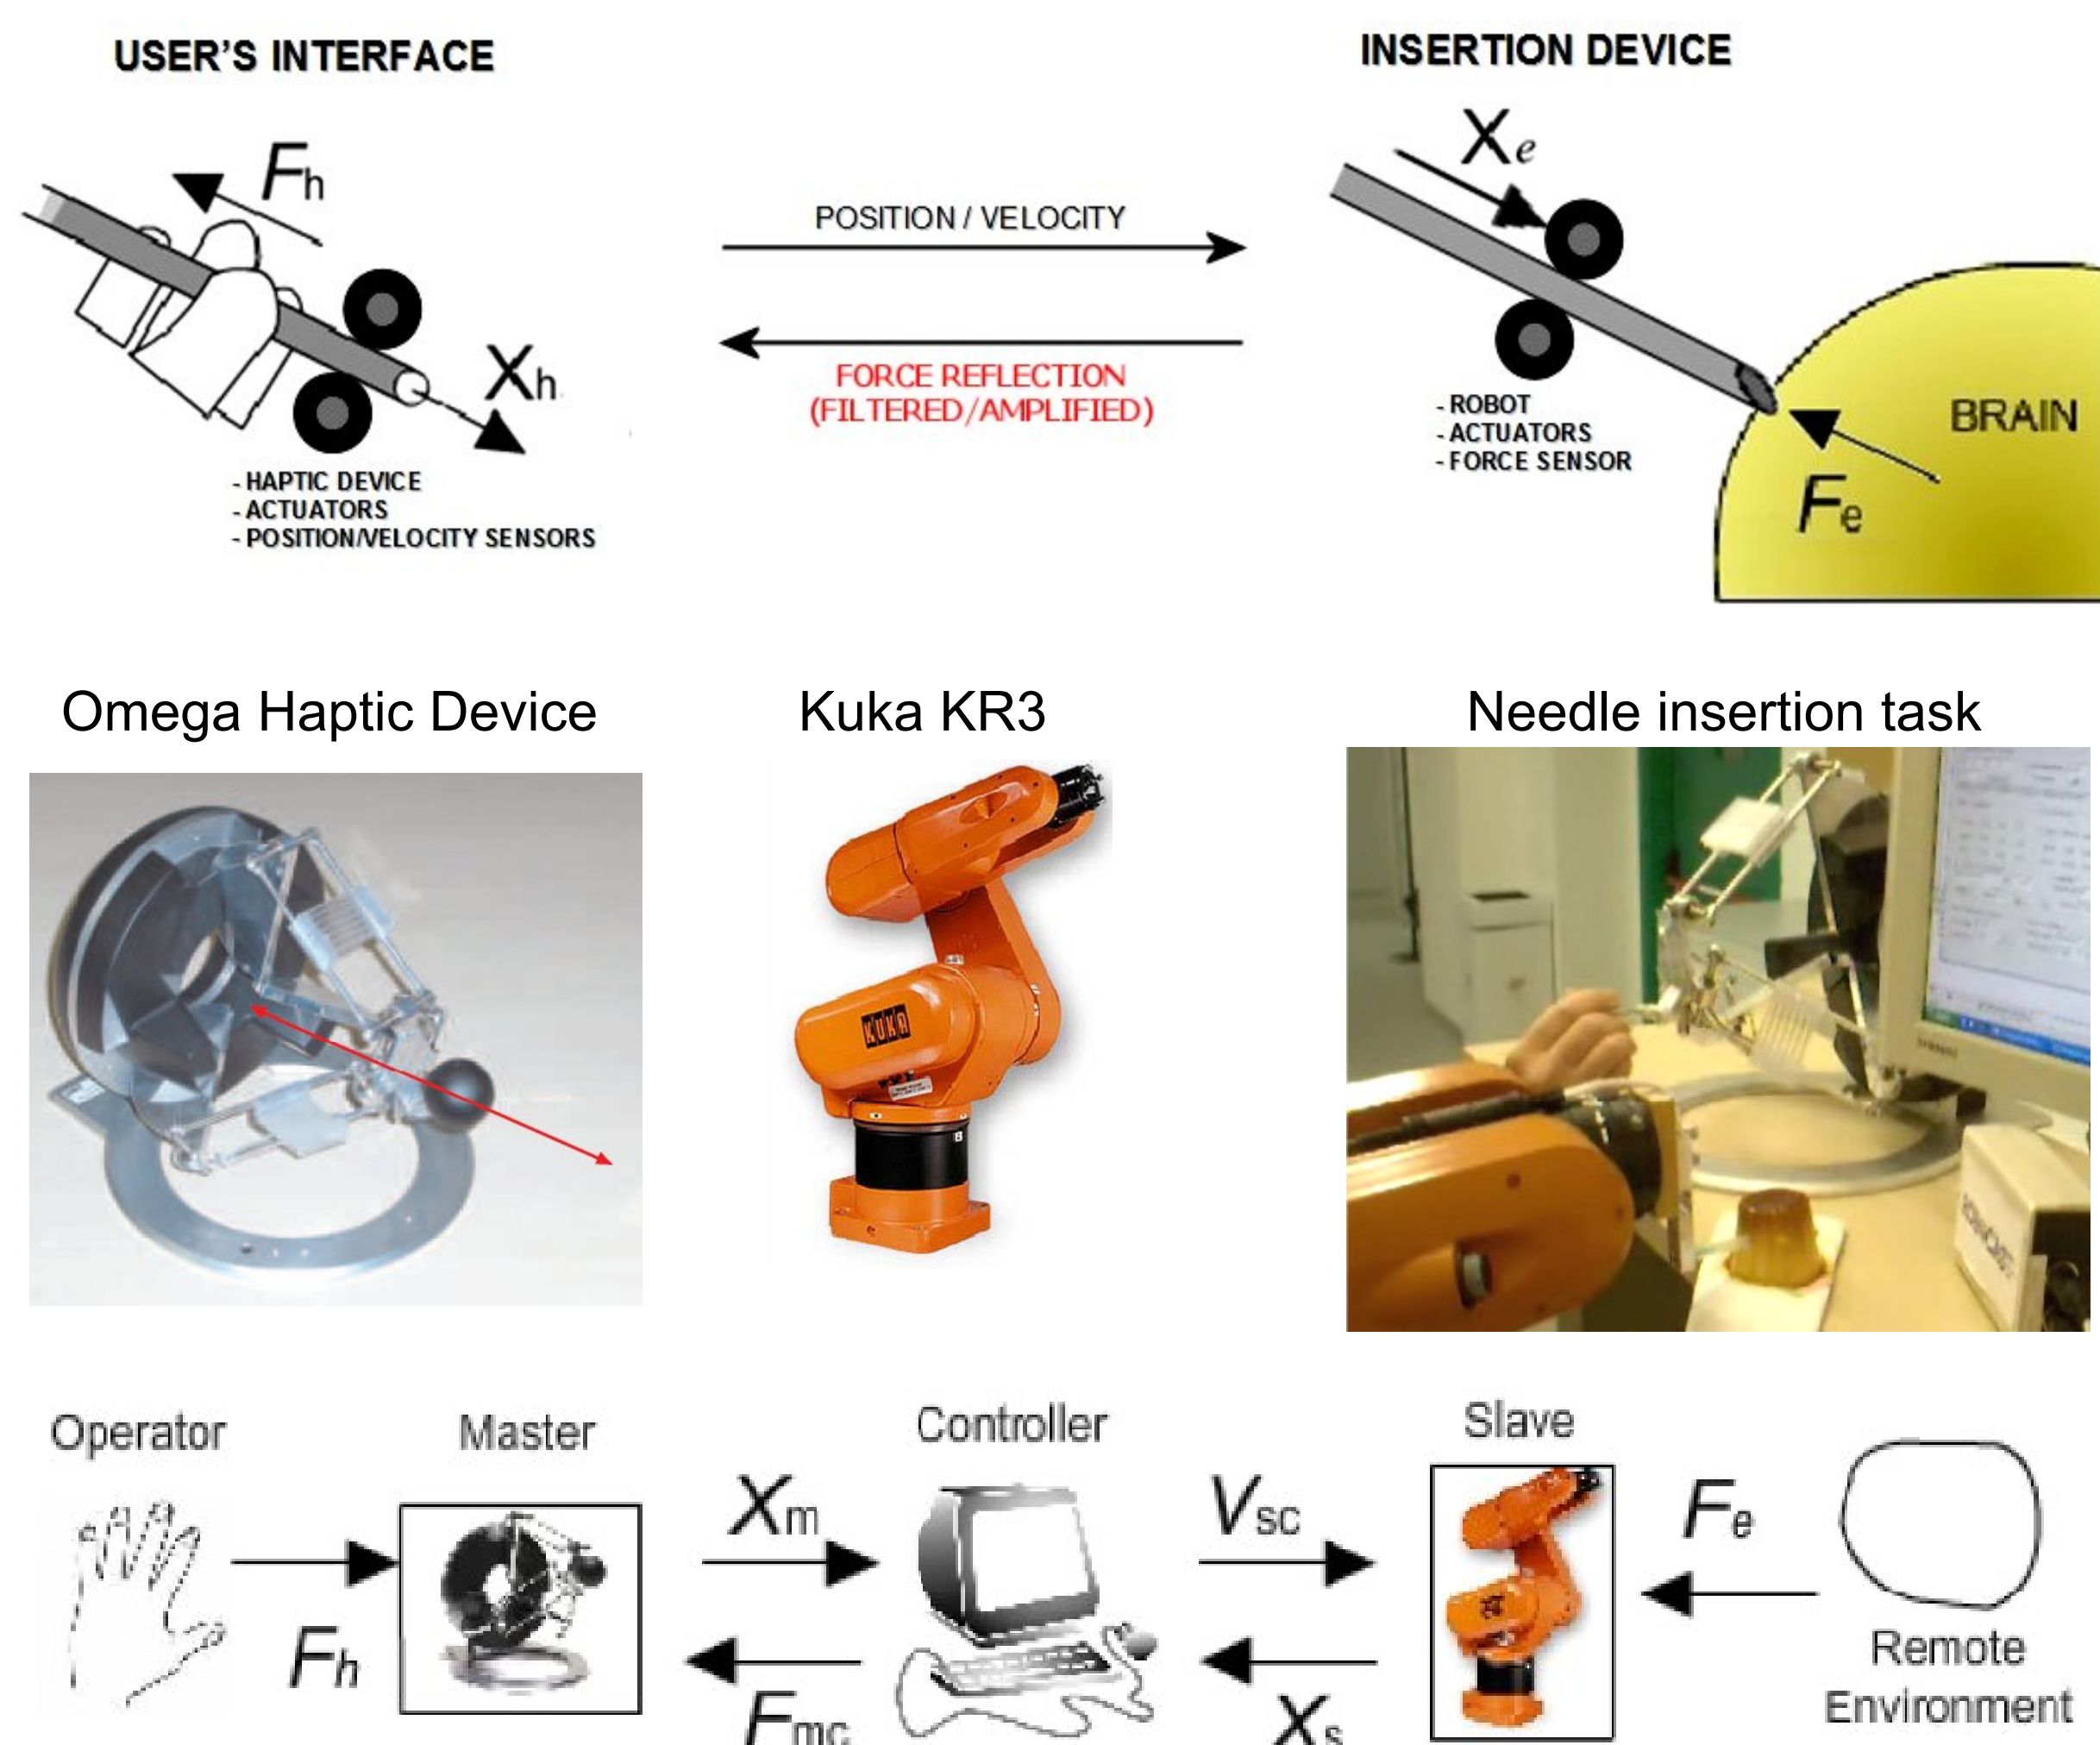 USER'S INTERFACE
INSERTION DEVICE
Fh
Xe
POSITION / VELOCITY
FORCE REFLECTION
(FILTERED/AMPLIFIED)
Xh
- HAPTIC DEVICE
- ACTUATORS
- POSITION/VELOCITY SENSORS
- ROBOT
- ACTUATORS
- FORCE SENSOR
BRAIN
Fe
Omega Haptic Device
Kuka KR3
Needle insertion task
KUKA
Operator
Master
Controller
Slave
Xm
Vsc
Fe
Fh
Fmc
Xs
Remote
Environment